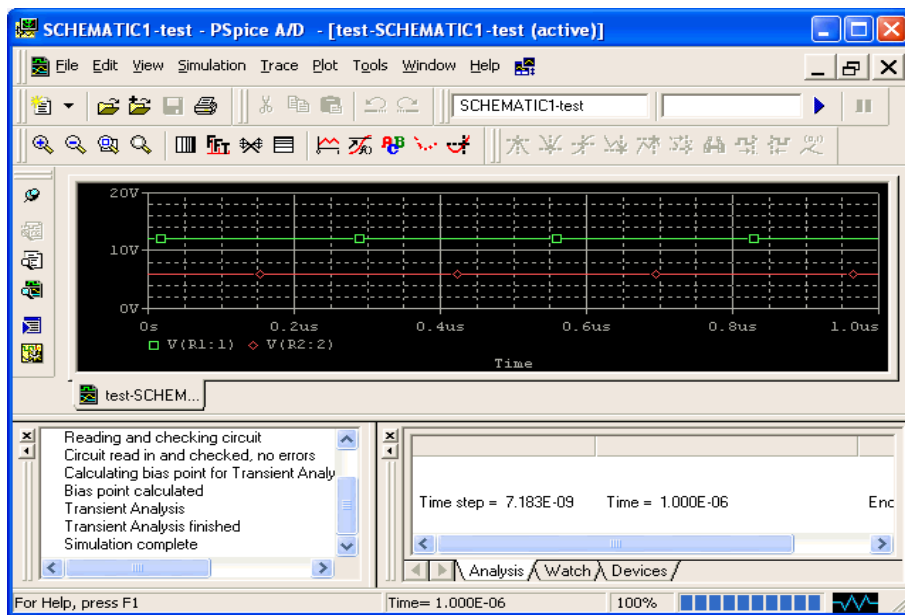 SCHEMATIC1-test - PSpice A/D - [test-SCHEMATIC1-test (active)]
File Edit View Simulation Trace Plot Tools Window Help
SCHEMATIC1-test
FFT
20V
10V
0V
0s 0.2us 0.4us 0.6us 0.8us 1.0us
V(R1:1) V(R2:2)
Time
test-SCHEM...
Reading and checking circuit
Circuit read in and checked, no errors
Calculating bias point for Transient Analy
Bias point calculated
Transient Analysis
Transient Analysis finished
Simulation complete
Time step = 7.183E-09 Time = 1.000E-06 Enc
Analysis Watch Devices
For Help, press F1 Time= 1.000E-06 100%